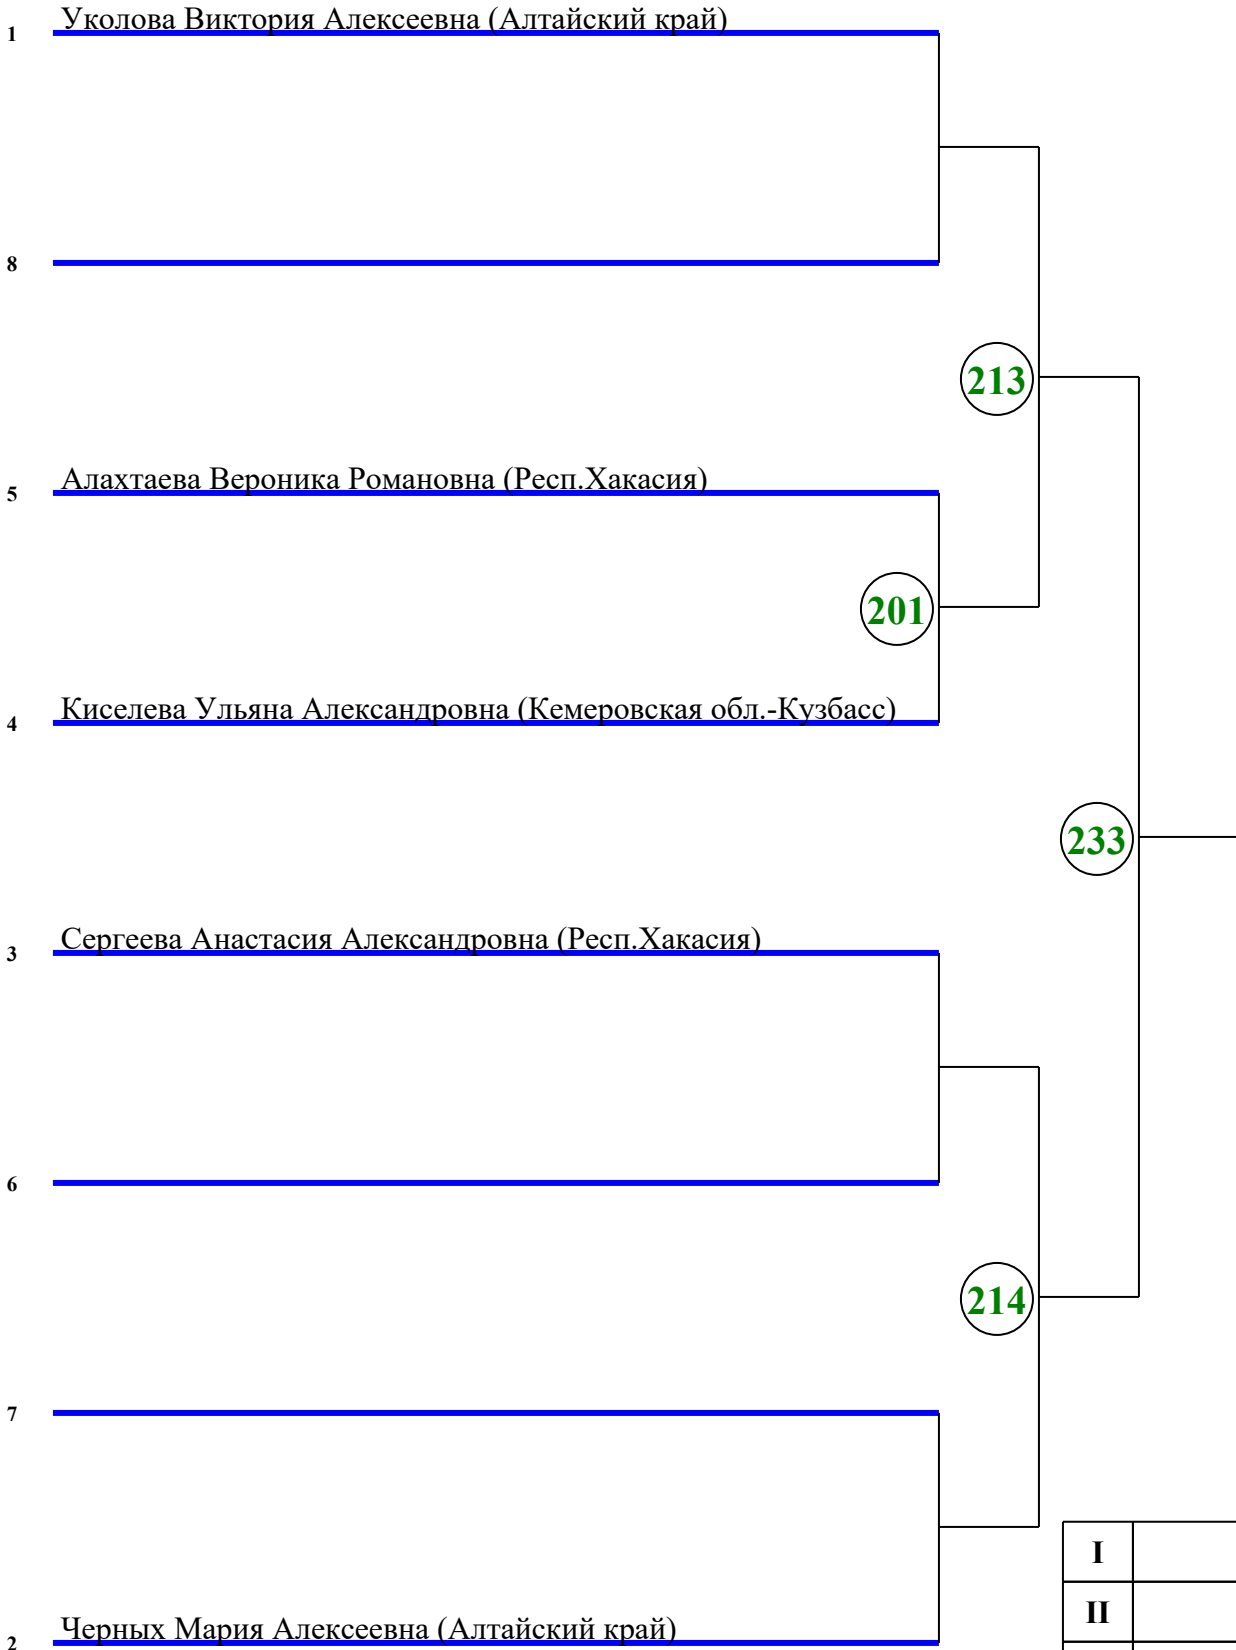 1 Уколова Виктория Алексеевна (Алтайский край)
8
213
5 Алахтаева Вероника Романовна (Респ.Хакасия)
201
4 Киселева Ульяна Александровна (Кемеровская обл.-Кузбасс)
233
3 Сергеева Анастасия Александровна (Респ.Хакасия)
6
214
7
I
II
2 Черных Мария Алексеевна (Алтайский край)